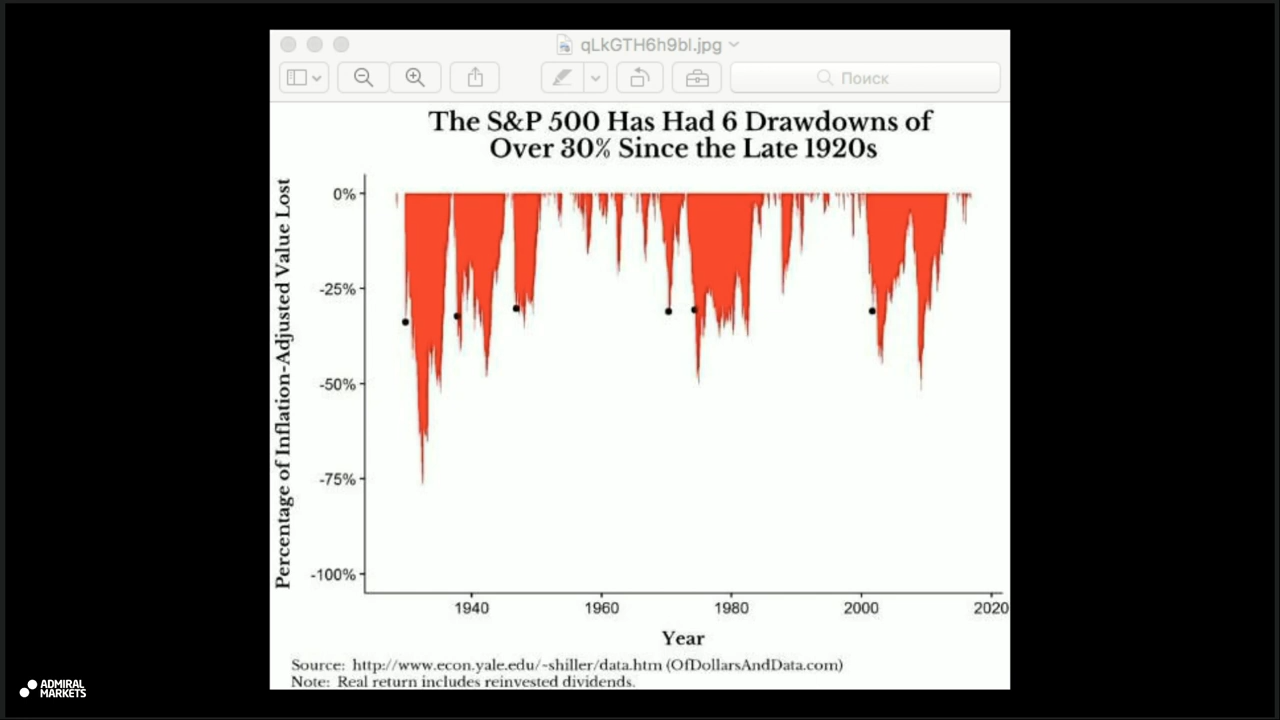 qLkGTH6h9bl.jpg
Поиск
The S&P 500 Has Had 6 Drawdowns of
Over 30% Since the Late 1920s
Percentage of Inflation-Adjusted Value Lost
0%
-25%
-50%
-75%
-100%
1940 1960 1980 2000 2020
Year
Source: http://www.econ.yale.edu/~shiller/data.htm (OfDollarsAndData.com)
Note: Real return includes reinvested dividends.
ADMIRAL
MARKETS